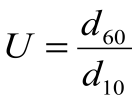 U = d₆₀ / d₁₀